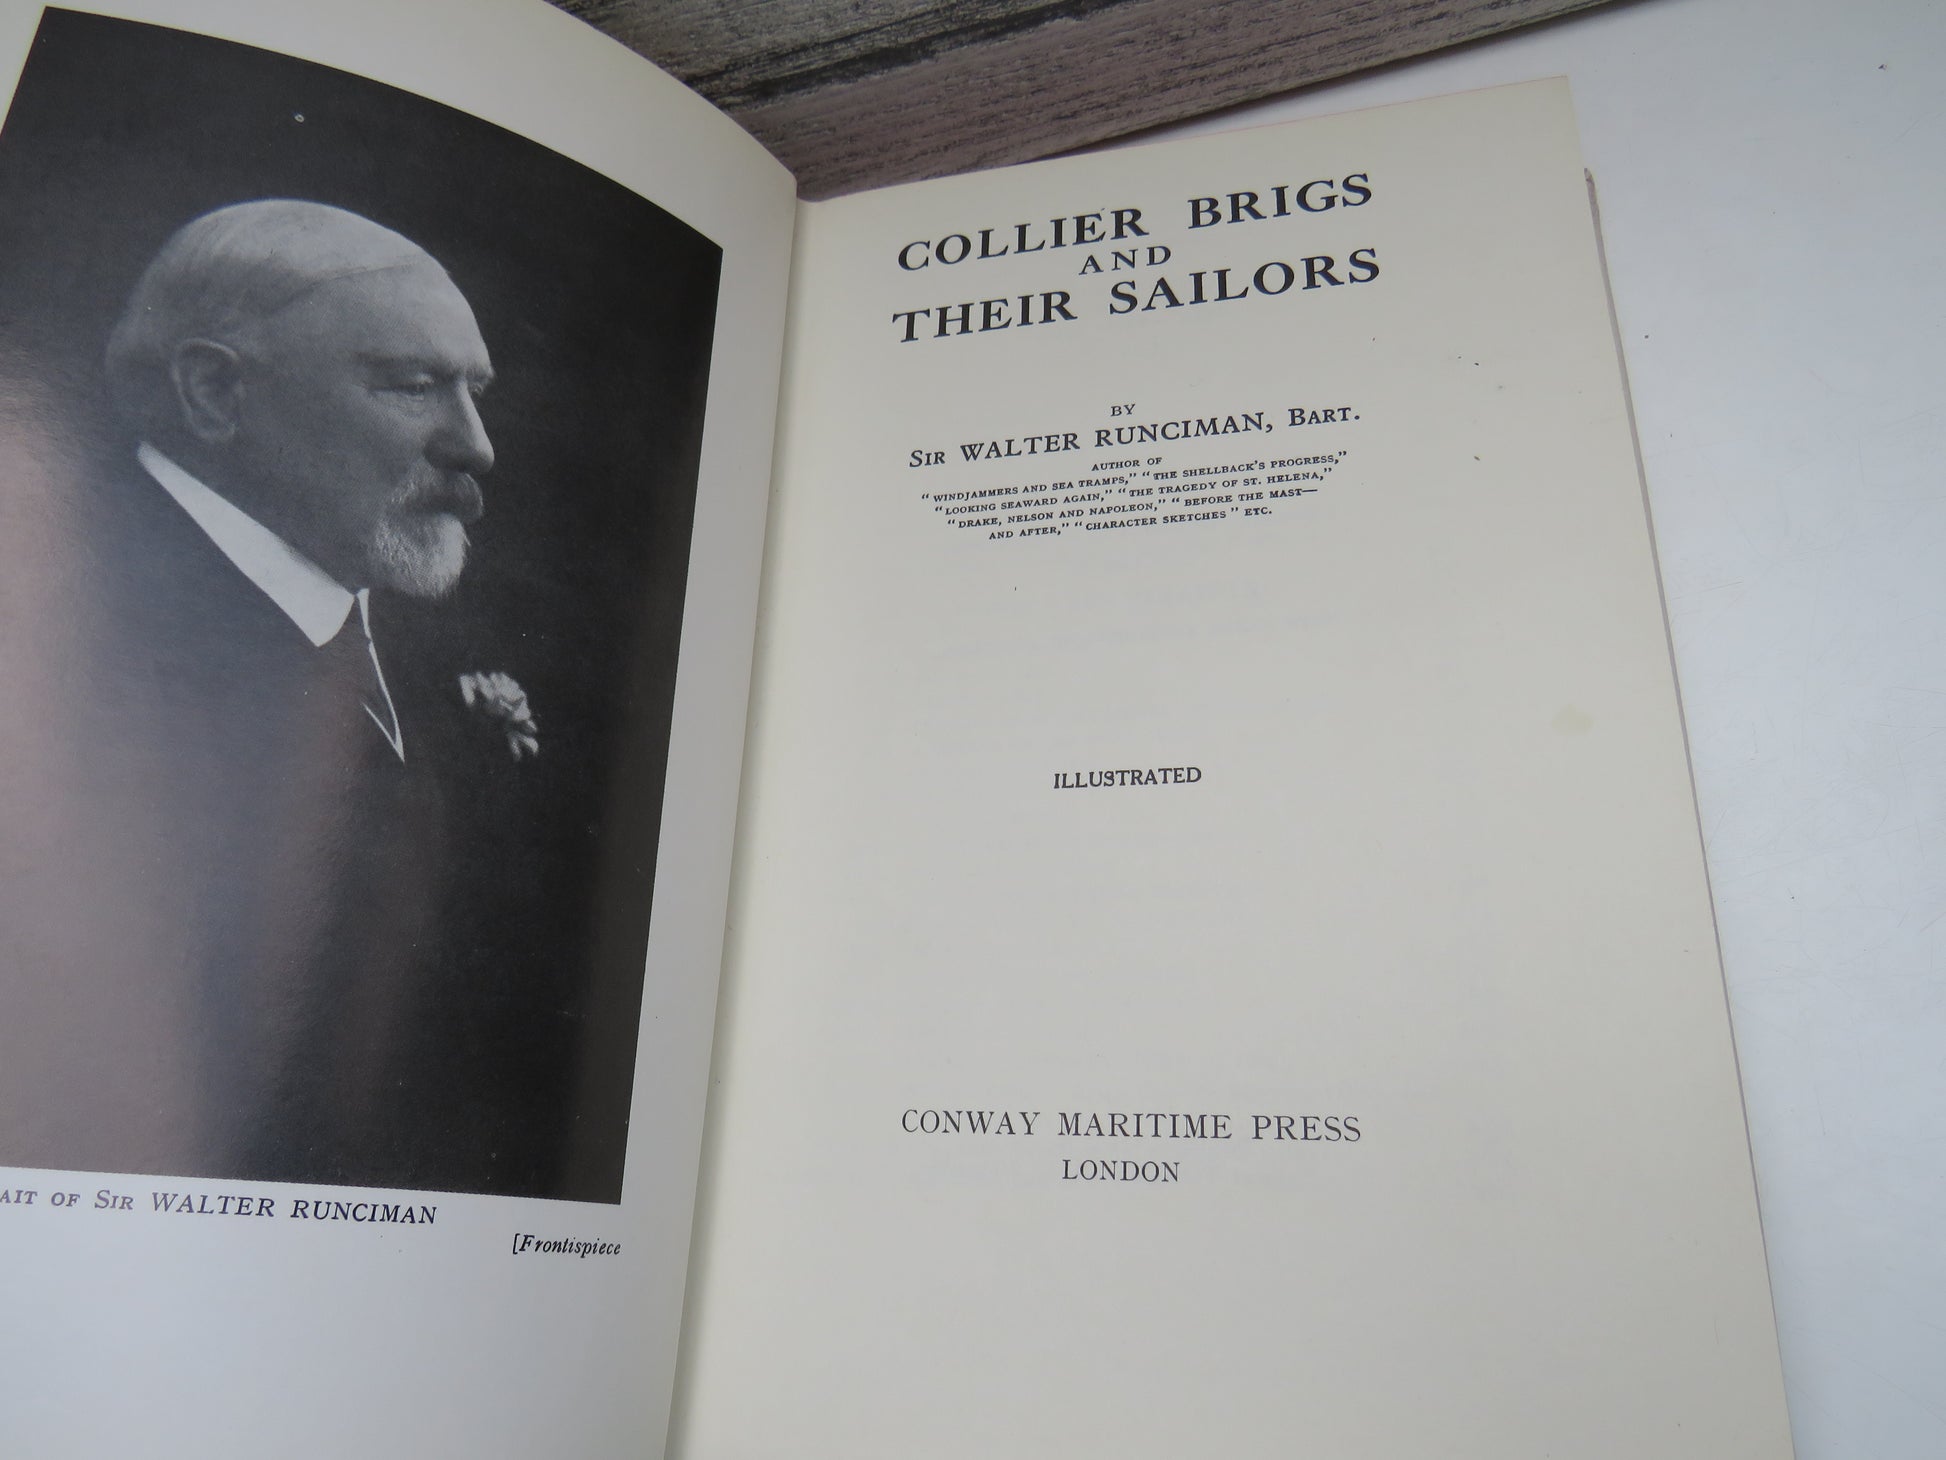 OF SIR WALTER RUNCIMAN
[Frontispiece
COLLIER BRIGS
AND
THEIR SAILORS
BY
SIR WALTER RUNCIMAN, BART.
AUTHOR OF
"WINDJAMMERS AND SEA TRAMPS," "THE SHELLBACK'S PROGRESS,"
"LOOKING SEAWARD AGAIN," "THE TRAGEDY OF ST. HELENA,"
"DRAKE, NELSON AND NAPOLEON," "BEFORE THE MAST—
AND AFTER," "CHARACTER SKETCHES" ETC.
ILLUSTRATED
CONWAY MARITIME PRESS
LONDON